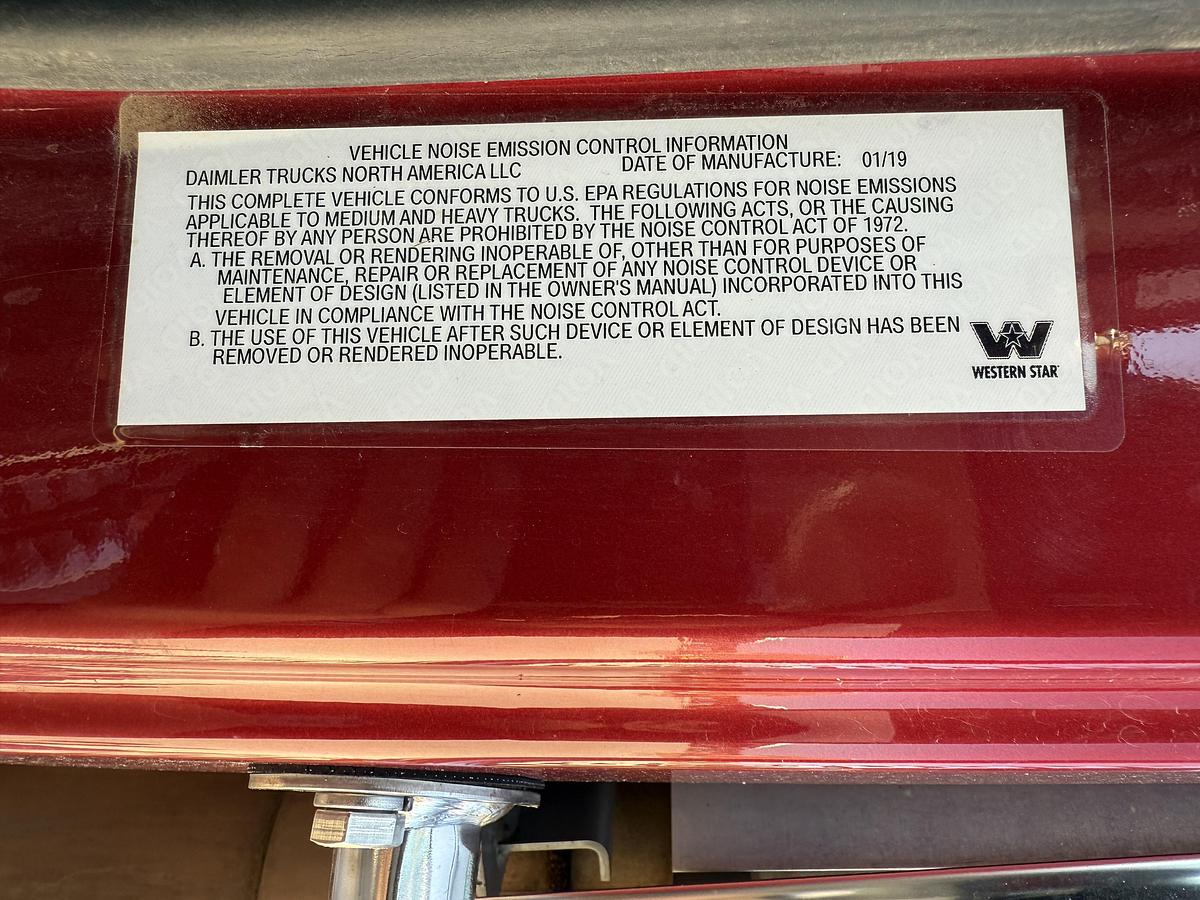 VEHICLE NOISE EMISSION CONTROL INFORMATION
DAIMLER TRUCKS NORTH AMERICA LLC DATE OF MANUFACTURE: 01/19
THIS COMPLETE VEHICLE CONFORMS TO U.S. EPA REGULATIONS FOR NOISE EMISSIONS
APPLICABLE TO MEDIUM AND HEAVY TRUCKS. THE FOLLOWING ACTS, OR THE CAUSING
THEREOF BY ANY PERSON ARE PROHIBITED BY THE NOISE CONTROL ACT OF 1972.
A. THE REMOVAL OR RENDERING INOPERABLE OF, OTHER THAN FOR PURPOSES OF
MAINTENANCE, REPAIR OR REPLACEMENT OF ANY NOISE CONTROL DEVICE OR
ELEMENT OF DESIGN (LISTED IN THE OWNER'S MANUAL) INCORPORATED INTO THIS
VEHICLE IN COMPLIANCE WITH THE NOISE CONTROL ACT.
B. THE USE OF THIS VEHICLE AFTER SUCH DEVICE OR ELEMENT OF DESIGN HAS BEEN
REMOVED OR RENDERED INOPERABLE.
WESTERN STAR